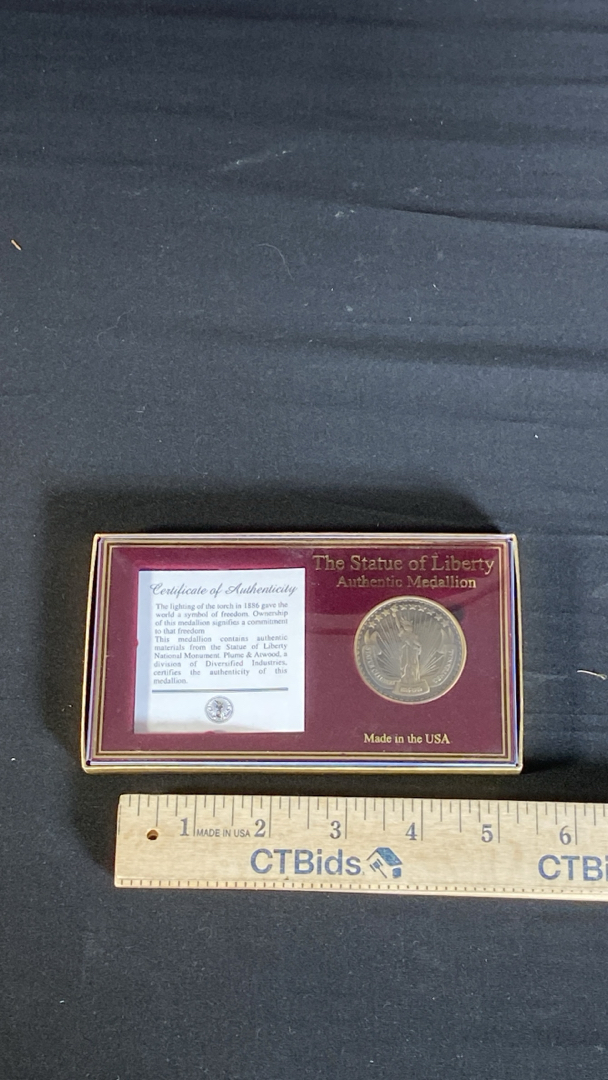 The Statue of Liberty
Authentic Medallion
Certificate of Authenticity
The lighting of the torch in 1886 gave the
world a symbol of freedom. Ownership
of this medallion signifies a commitment
to that freedom
This medallion contains authentic
materials from the Statue of Liberty
National Monument. Plume & Atwood, a
division of Diversified Industries,
certifies the authenticity of this
medallion.
Made in the USA
1 MADE IN USA 2 3 4 5 6
CTBids CTBi